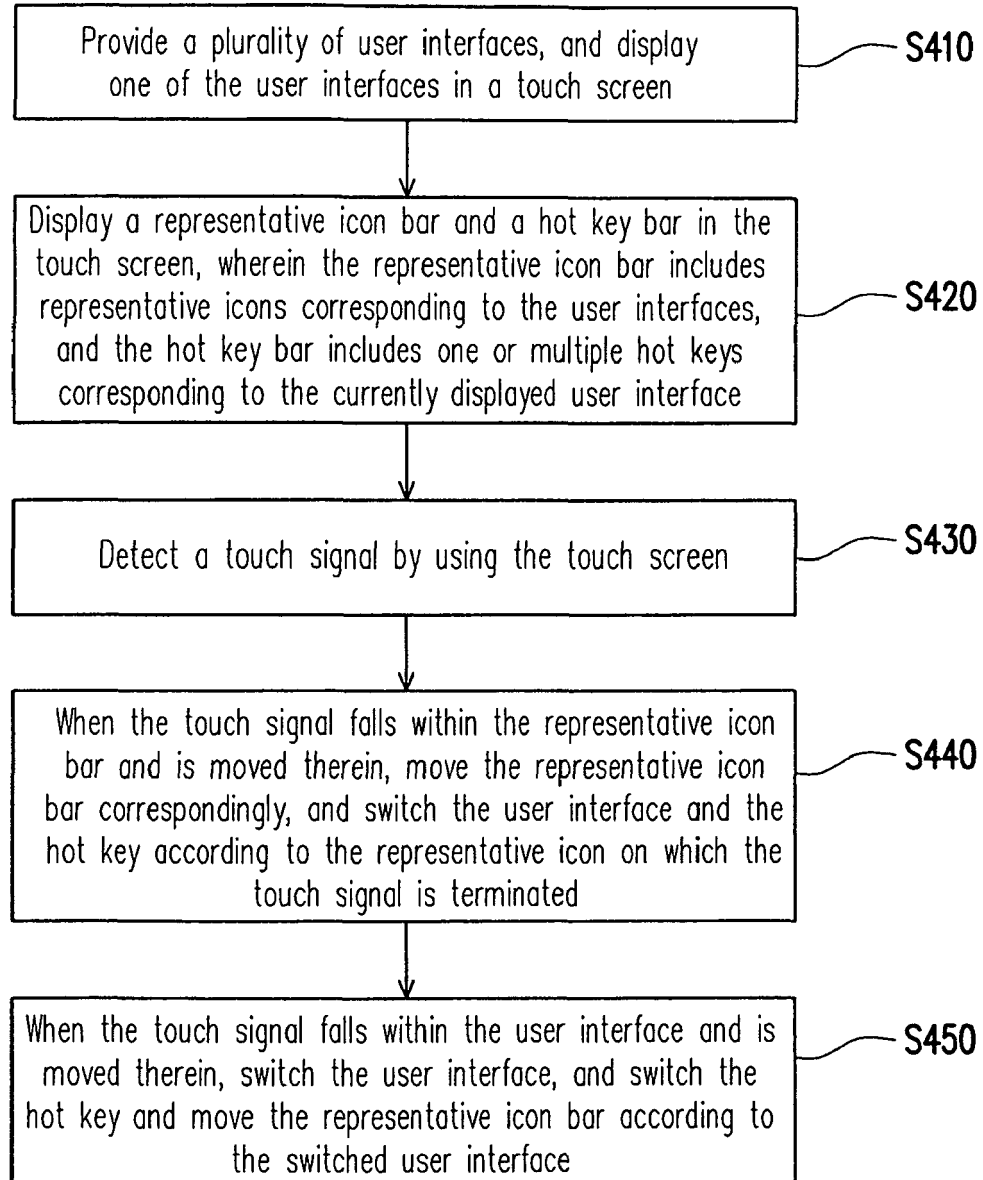 Provide a plurality of user interfaces, and display
one of the user interfaces in a touch screen
S410
Display a representative icon bar and a hot key bar in the
touch screen, wherein the representative icon bar includes
representative icons corresponding to the user interfaces,
and the hot key bar includes one or multiple hot keys
corresponding to the currently displayed user interface
S420
Detect a touch signal by using the touch screen
S430
When the touch signal falls within the representative icon
bar and is moved therein, move the representative icon
bar correspondingly, and switch the user interface and the
hot key according to the representative icon on which the
touch signal is terminated
S440
When the touch signal falls within the user interface and is
moved therein, switch the user interface, and switch the
hot key and move the representative icon bar according to
the switched user interface
S450